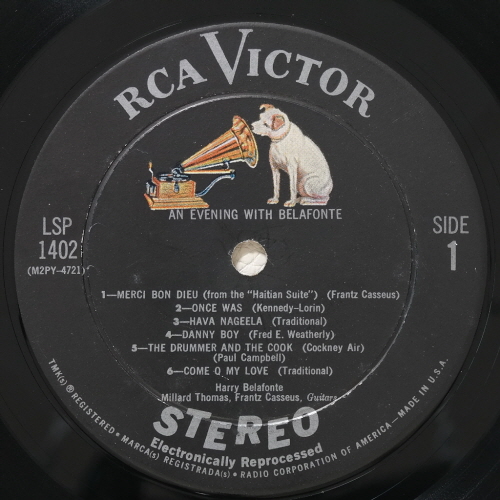 RCA VICTOR
AN EVENING WITH BELAFONTE
LSP
1402
(M2PY-4721)
SIDE
1
1—MERCI BON DIEU (from the "Haitian Suite") (Frantz Casseus)
2—ONCE WAS (Kennedy-Lorin)
3—HAVA NAGEELA (Traditional)
4—DANNY BOY (Fred E. Weatherly)
5—THE DRUMMER AND THE COOK (Cockney Air)
(Paul Campbell)
6—COME O MY LOVE (Traditional)
Harry Belafonte
Millard Thomas, Frantz Casseus, Guitars
STEREO
Electronically Reprocessed
TMK(s) ® REGISTERED • MARCA(s) REGISTRADA(s) • RADIO CORPORATION OF AMERICA—MADE IN U.S.A.